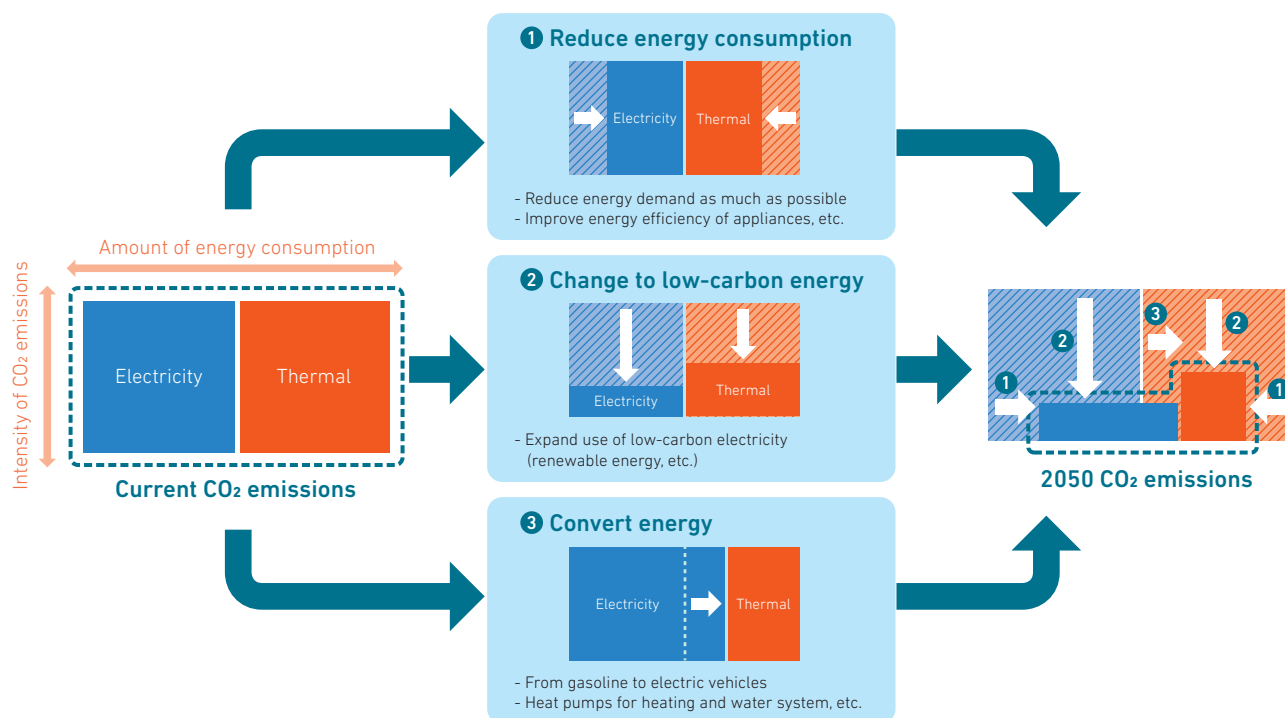 Amount of energy consumption
Intensity of CO₂ emissions
Electricity
Thermal
Current CO₂ emissions
1 Reduce energy consumption
Electricity
Thermal
- Reduce energy demand as much as possible
- Improve energy efficiency of appliances, etc.
2 Change to low-carbon energy
Electricity
Thermal
- Expand use of low-carbon electricity
(renewable energy, etc.)
3 Convert energy
Electricity
Thermal
- From gasoline to electric vehicles
- Heat pumps for heating and water system, etc.
3
2
2
1
1
2050 CO₂ emissions